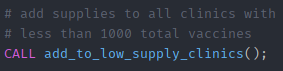 # add supplies to all clinics with
# less than 1000 total vaccines
CALL add_to_low_supply_clinics();